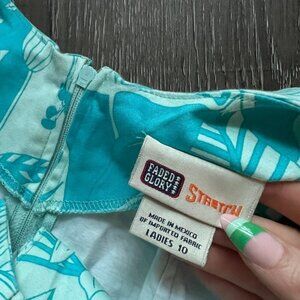 FADED
GLORY
STRETCH
MADE IN MEXICO
OF IMPORTED FABRIC
LADIES 10